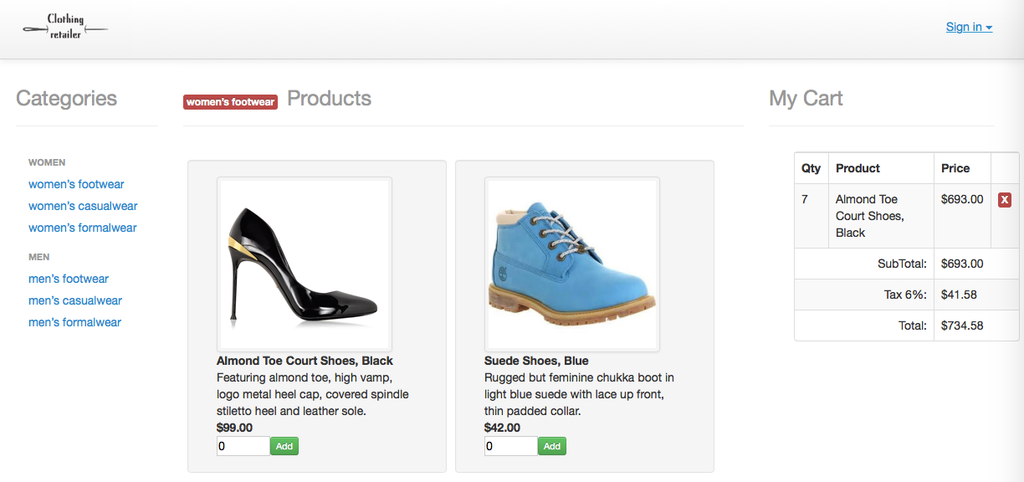 Clothing
retailer
Sign in
Categories
WOMEN
women's footwear
women's casualwear
women's formalwear
MEN
men's footwear
men's casualwear
men's formalwear
women's footwear Products
Almond Toe Court Shoes, Black
Featuring almond toe, high vamp,
logo metal heel cap, covered spindle
stiletto heel and leather sole.
$99.00
0 Add
Suede Shoes, Blue
Rugged but feminine chukka boot in
light blue suede with lace up front,
thin padded collar.
$42.00
0 Add
My Cart
Qty Product Price
7 Almond Toe $693.00 X
Court Shoes,
Black
SubTotal: $693.00
Tax 6%: $41.58
Total: $734.58